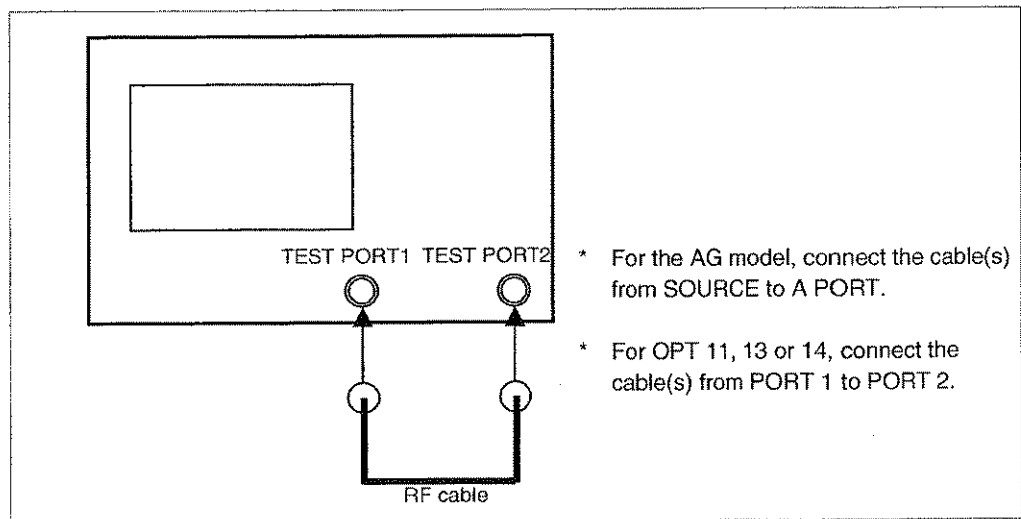 TEST PORT1 TEST PORT2
* For the AG model, connect the cable(s)
from SOURCE to A PORT.
* For OPT 11, 13 or 14, connect the
cable(s) from PORT 1 to PORT 2.
RF cable